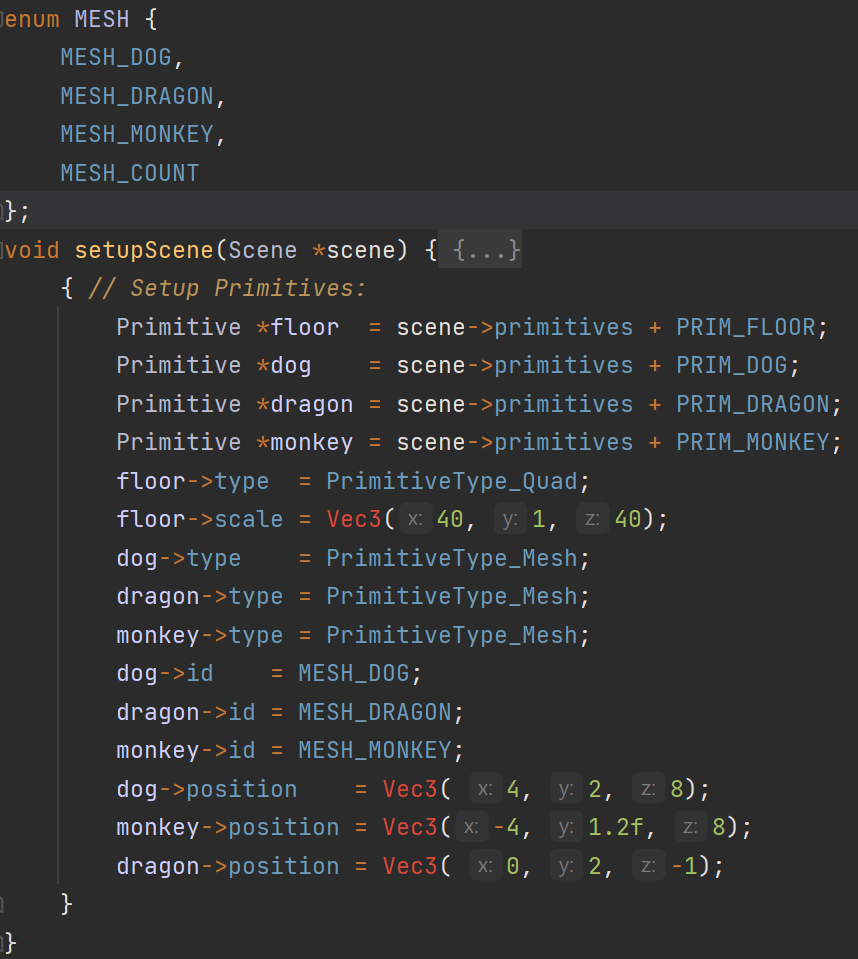 enum MESH {
    MESH_DOG,
    MESH_DRAGON,
    MESH_MONKEY,
    MESH_COUNT
};
void setupScene(Scene *scene) { {...}
    { // Setup Primitives:
        Primitive *floor  = scene->primitives + PRIM_FLOOR;
        Primitive *dog    = scene->primitives + PRIM_DOG;
        Primitive *dragon = scene->primitives + PRIM_DRAGON;
        Primitive *monkey = scene->primitives + PRIM_MONKEY;
        floor->type  = PrimitiveType_Quad;
        floor->scale = Vec3( x: 40, y: 1, z: 40);
        dog->type    = PrimitiveType_Mesh;
        dragon->type = PrimitiveType_Mesh;
        monkey->type = PrimitiveType_Mesh;
        dog->id    = MESH_DOG;
        dragon->id = MESH_DRAGON;
        monkey->id = MESH_MONKEY;
        dog->position    = Vec3( x: 4, y: 2, z: 8);
        monkey->position = Vec3( x: -4, y: 1.2f, z: 8);
        dragon->position = Vec3( x: 0, y: 2, z: -1);
    }
}